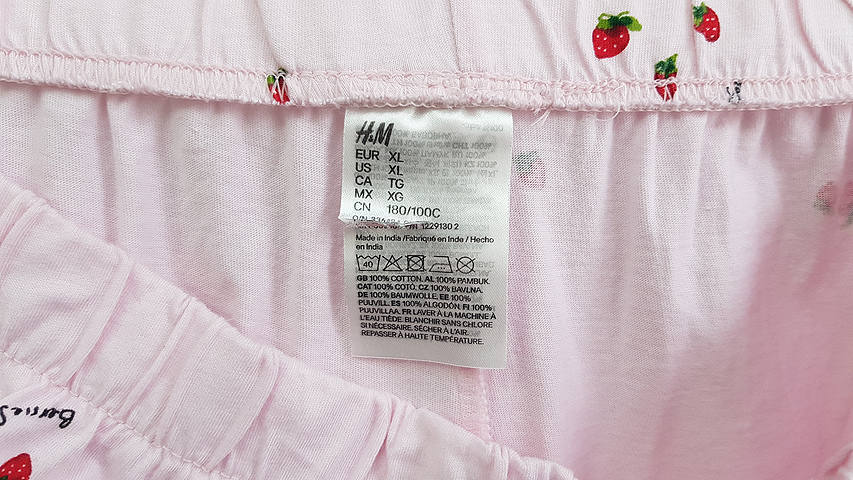 H&M
EUR XL
US XL
CA TG
MX XG
CN 180/100C
1229130 2
Made in India /Fabriqué en Inde / Hecho
en India
40
GB 100% COTTON. AL 100% PAMBUK.
CAT 100% COTÓ. CZ 100% BAVLNA.
DE 100% BAUMWOLLE. EE 100%
PUUVILL. ES 100% ALGODÓN. FI 100%
PUUVILLAA. FR LAVER À LA MACHINE À
L'EAU TIÈDE. BLANCHIR SANS CHLORE
SI NÉCESSAIRE. SÉCHER À L'AIR.
REPASSER À HAUTE TEMPÉRATURE.